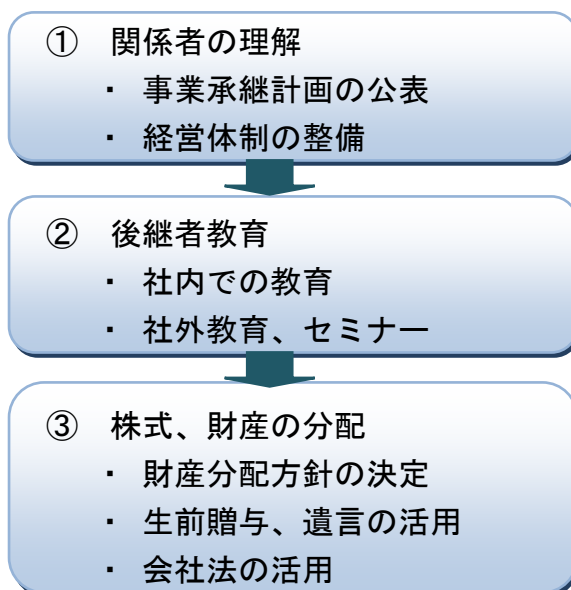 ① 関係者の理解
・ 事業承継計画の公表
・ 経営体制の整備
② 後継者教育
・ 社内での教育
・ 社外教育、セミナー
③ 株式、財産の分配
・ 財産分配方針の決定
・ 生前贈与、遺言の活用
・ 会社法の活用